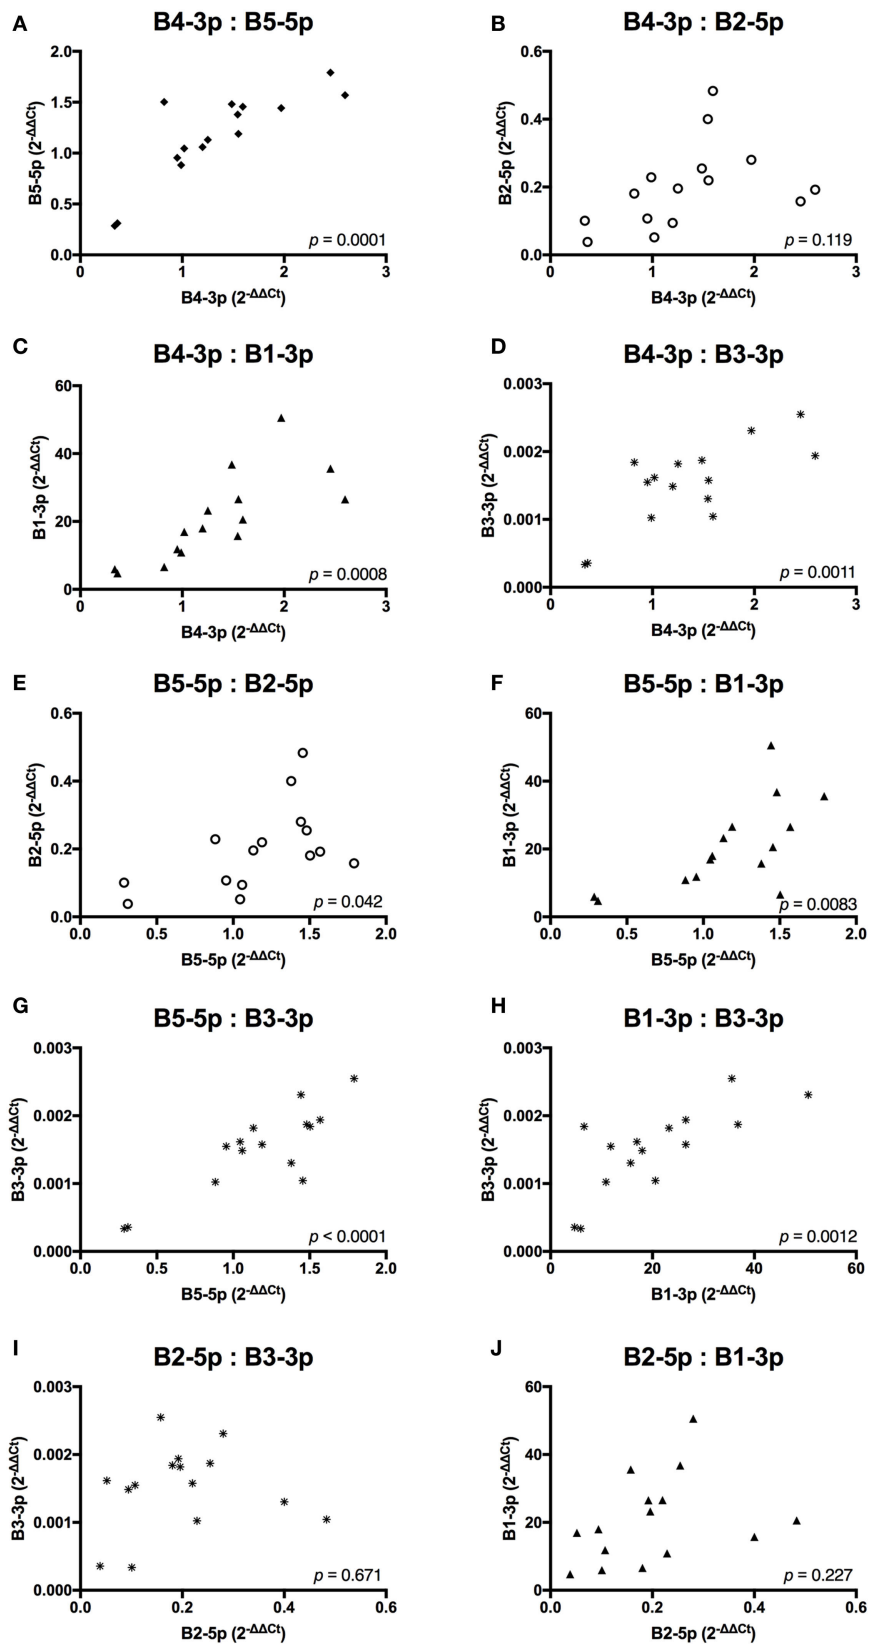 A
B4-3p : B5-5p
2.0
1.5
1.0
0.5
0.0
B5-5p (2-ΔΔCt)
p = 0.0001
0 1 2 3
B4-3p (2-ΔΔCt)
B
B4-3p : B2-5p
0.6
0.4
0.2
0.0
B2-5p (2-ΔΔCt)
p = 0.119
0 1 2 3
B4-3p (2-ΔΔCt)
C
B4-3p : B1-3p
60
40
20
0
B1-3p (2-ΔΔCt)
p = 0.0008
0 1 2 3
B4-3p (2-ΔΔCt)
D
B4-3p : B3-3p
0.003
0.002
0.001
0.000
B3-3p (2-ΔΔCt)
p = 0.0011
0 1 2 3
B4-3p (2-ΔΔCt)
E
B5-5p : B2-5p
0.6
0.4
0.2
0.0
B2-5p (2-ΔΔCt)
p = 0.042
0.0 0.5 1.0 1.5 2.0
B5-5p (2-ΔΔCt)
F
B5-5p : B1-3p
60
40
20
0
B1-3p (2-ΔΔCt)
p = 0.0083
0.0 0.5 1.0 1.5 2.0
B5-5p (2-ΔΔCt)
G
B5-5p : B3-3p
0.003
0.002
0.001
0.000
B3-3p (2-ΔΔCt)
p < 0.0001
0.0 0.5 1.0 1.5 2.0
B5-5p (2-ΔΔCt)
H
B1-3p : B3-3p
0.003
0.002
0.001
0.000
B3-3p (2-ΔΔCt)
p = 0.0012
0 20 40 60
B1-3p (2-ΔΔCt)
I
B2-5p : B3-3p
0.003
0.002
0.001
0.000
B3-3p (2-ΔΔCt)
p = 0.671
0.0 0.2 0.4 0.6
B2-5p (2-ΔΔCt)
J
B2-5p : B1-3p
60
40
20
0
B1-3p (2-ΔΔCt)
p = 0.227
0.0 0.2 0.4 0.6
B2-5p (2-ΔΔCt)